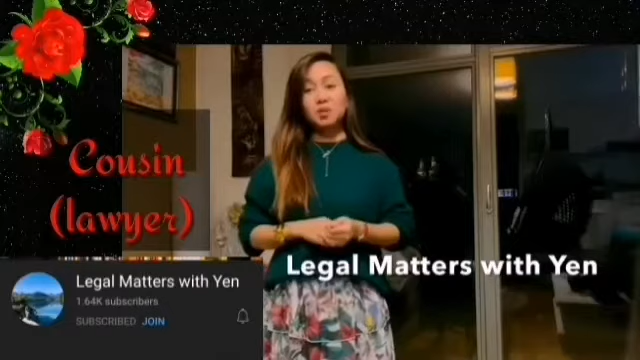 Cousin
(lawyer)
Legal Matters with Yen
Legal Matters with Yen
1.64K subscribers
SUBSCRIBED JOIN